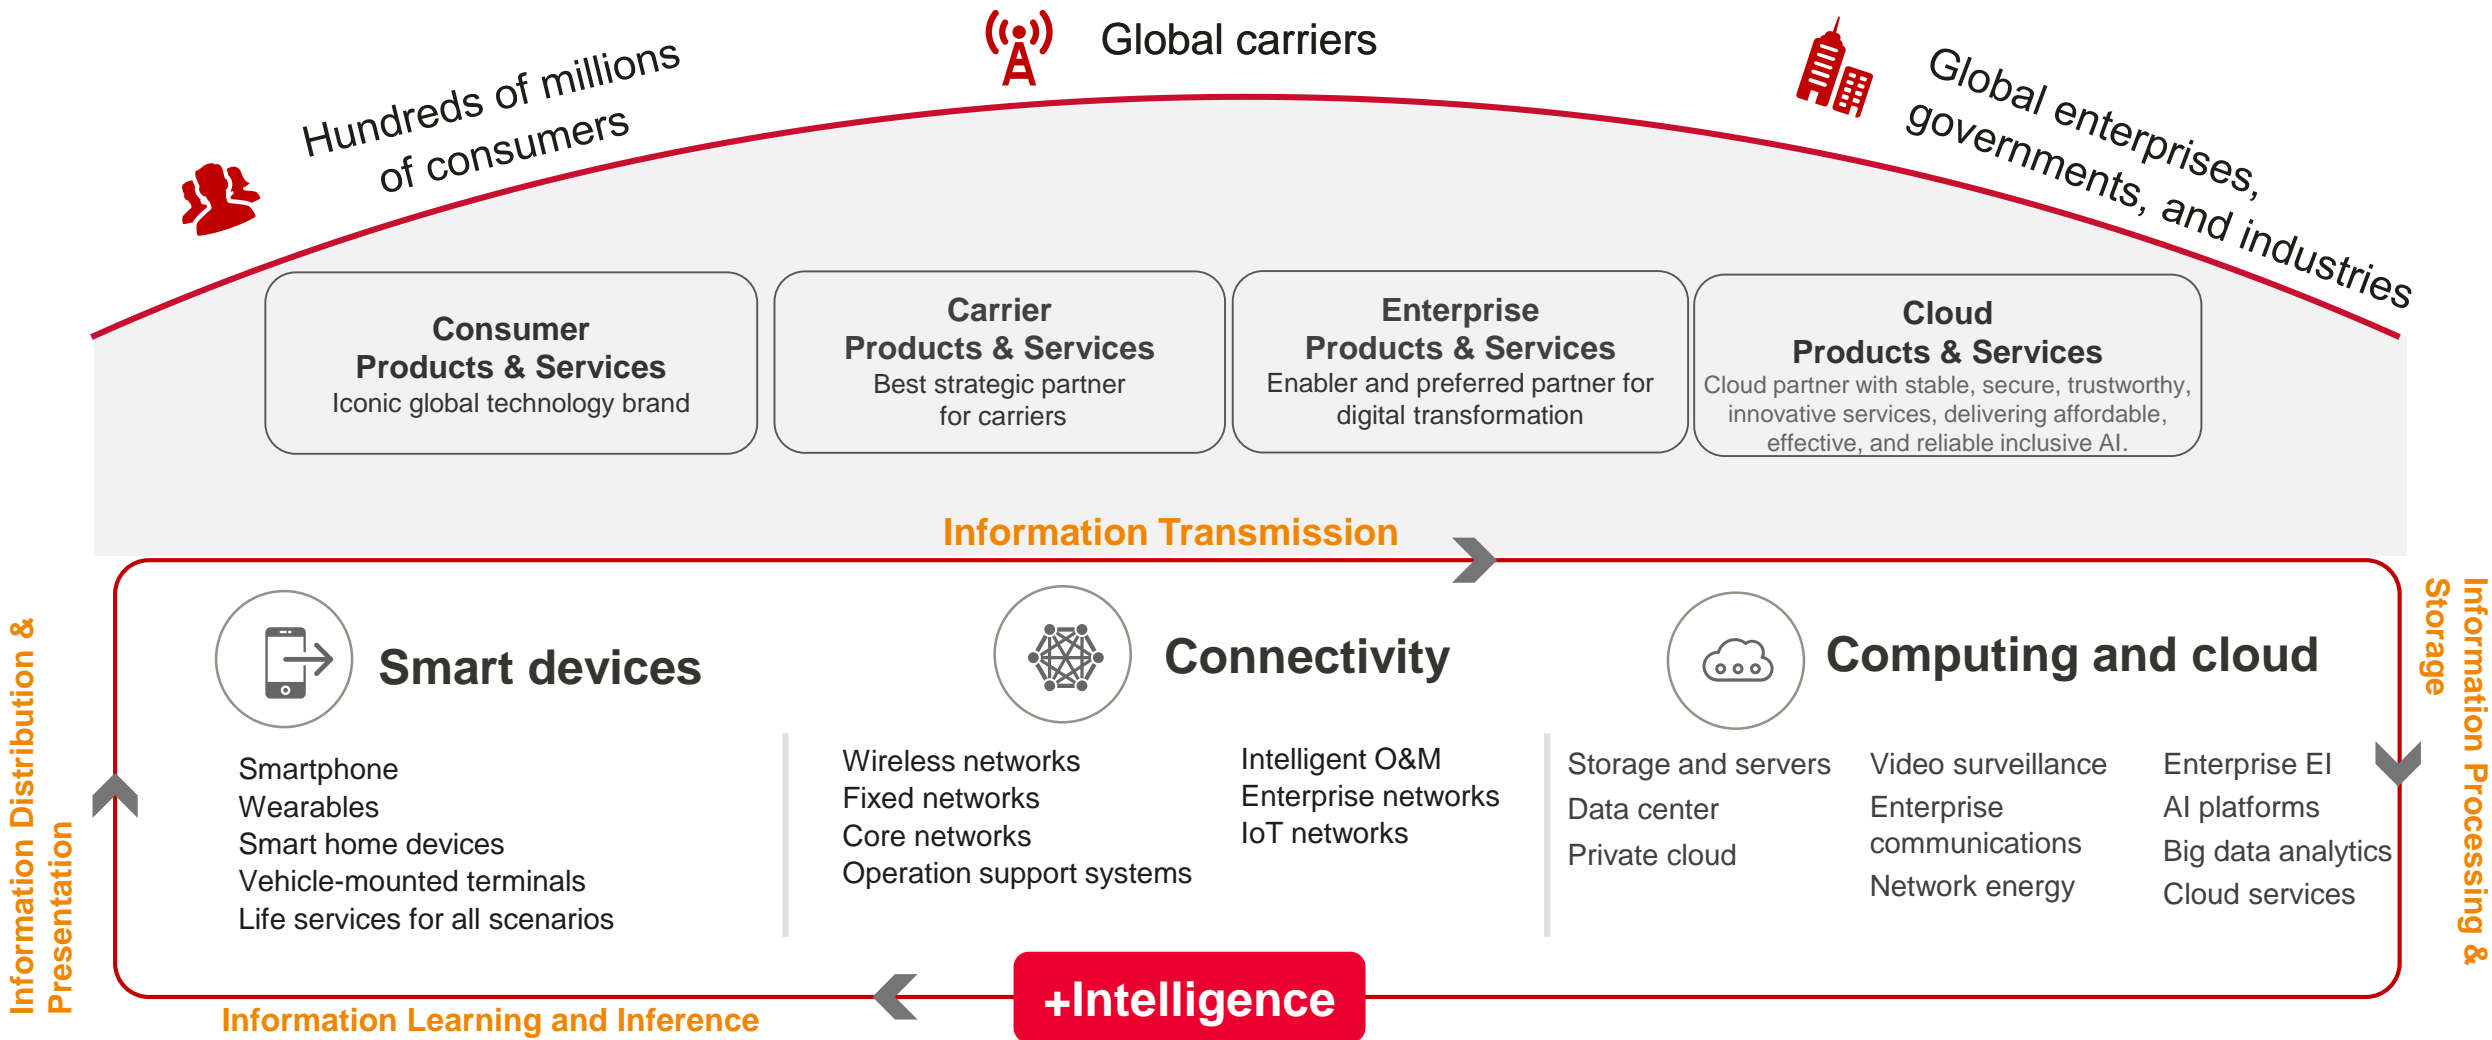 Hundreds of millions
of consumers
Global carriers
Global enterprises,
governments, and industries
Consumer
Products & Services
Iconic global technology brand
Carrier
Products & Services
Best strategic partner
for carriers
Enterprise
Products & Services
Enabler and preferred partner for
digital transformation
Cloud
Products & Services
Cloud partner with stable, secure, trustworthy,
innovative services, delivering affordable,
effective, and reliable inclusive AI.
Information Transmission
Information Distribution &
Presentation
Smart devices
Smartphone
Wearables
Smart home devices
Vehicle-mounted terminals
Life services for all scenarios
Connectivity
Wireless networks
Fixed networks
Core networks
Operation support systems
Intelligent O&M
Enterprise networks
IoT networks
Computing and cloud
Storage and servers
Data center
Private cloud
Video surveillance
Enterprise
communications
Network energy
Enterprise EI
AI platforms
Big data analytics
Cloud services
Information Processing &
Storage
+Intelligence
Information Learning and Inference